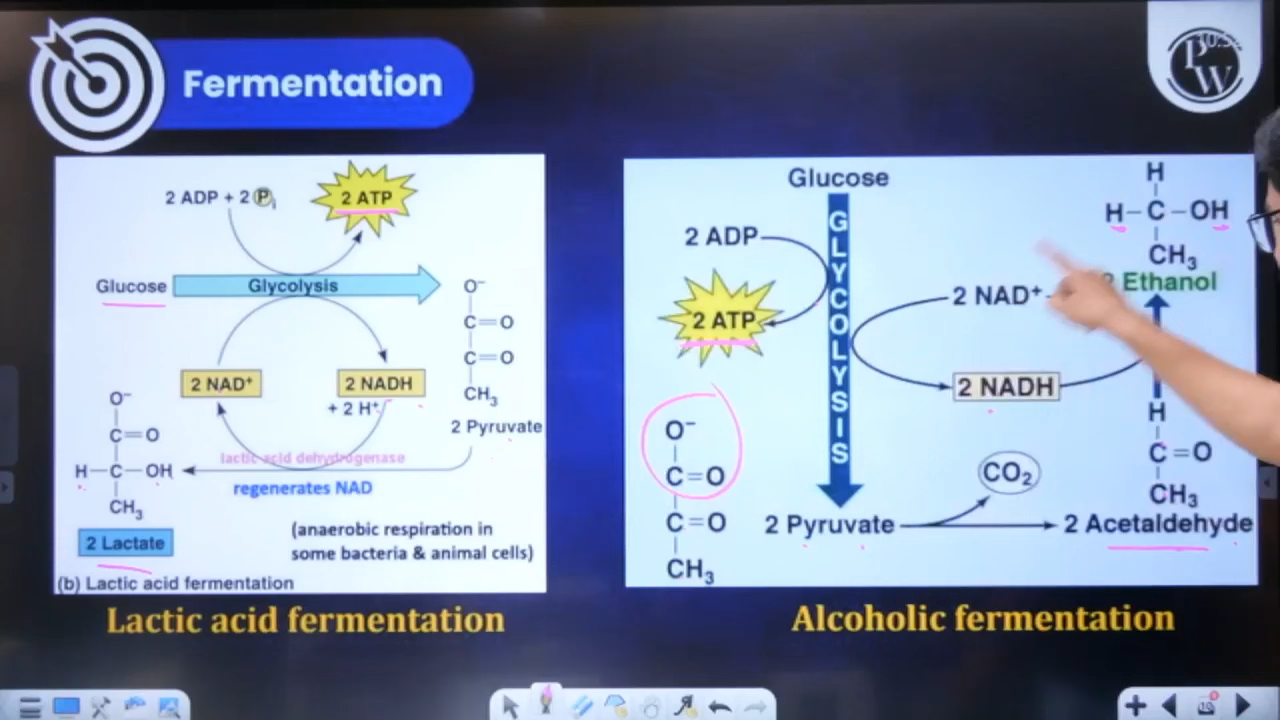 Fermentation
PW
2 ADP + 2 Pi
2 ATP
Glucose
Glycolysis
2 NAD⁺
2 NADH
+ 2 H⁺
O⁻
C=O
C=O
CH₃
2 Pyruvate
O⁻
C=O
H-C-OH
CH₃
2 Lactate
lactic acid dehydrogenase
regenerates NAD
(anaerobic respiration in
some bacteria & animal cells)
(b) Lactic acid fermentation
Lactic acid fermentation
Glucose
GLYCOLYSIS
2 ADP
2 ATP
2 NAD⁺
2 NADH
O⁻
C=O
C=O
CH₃
2 Pyruvate
CO₂
H
H-C-OH
CH₃
2 Ethanol
H
C=O
CH₃
2 Acetaldehyde
Alcoholic fermentation